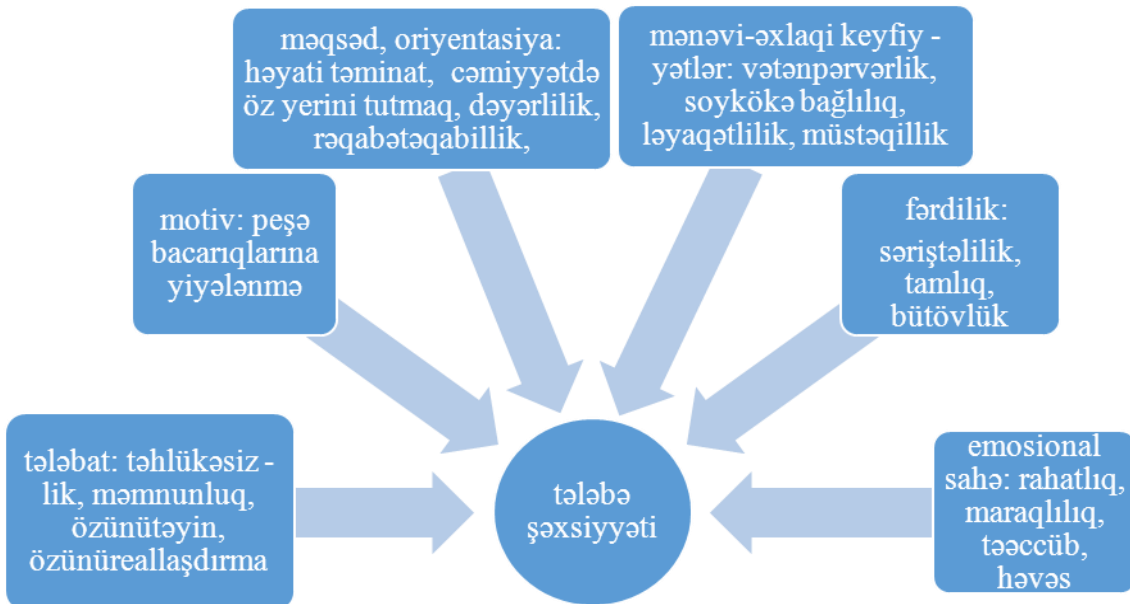 məqsəd, oriyentasiya:
həyati təminat, cəmiyyətdə
öz yerini tutmaq, dəyərlilik,
rəqabətəqabillik,
mənəvi-əxlaqi keyfiy -
yətlər: vətənpərvərlik,
soykökə bağlılıq,
ləyaqətlilik, müstəqillik
motiv: peşə
bacarıqlarına
yiyələnmə
fərdilik:
səriştəlilik,
tamlıq,
bütövlük
tələbat: təhlükəsiz -
lik, məmnunluq,
özünütəyin,
özünüreallaşdırma
tələbə
şəxsiyyəti
emosional
sahə: rahatlıq,
maraqlılıq,
təəccüb,
həvəs